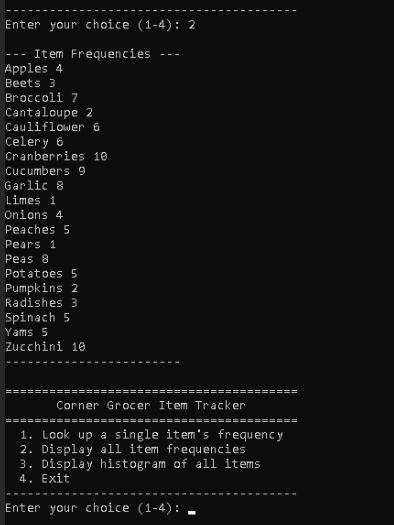 ---------------------------------------
Enter your choice (1-4): 2
--- Item Frequencies ---
Apples 4
Beets 3
Broccoli 7
Cantaloupe 2
Cauliflower 6
Celery 6
Cranberries 10
Cucumbers 9
Garlic 8
Limes 1
Onions 4
Peaches 5
Pears 1
Peas 8
Potatoes 5
Pumpkins 2
Radishes 3
Spinach 5
Yams 5
Zucchini 10
------------------------
========================================
Corner Grocer Item Tracker
========================================
1. Look up a single item's frequency
2. Display all item frequencies
3. Display histogram of all items
4. Exit
----------------------------------------
Enter your choice (1-4): _